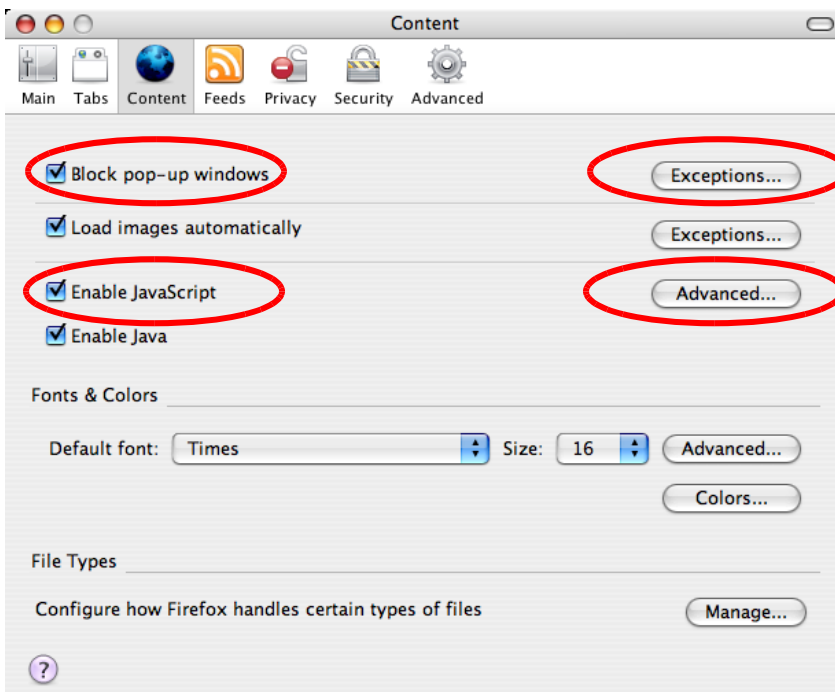 Content
Main Tabs Content Feeds Privacy Security Advanced
Block pop-up windows Exceptions...
Load images automatically Exceptions...
Enable JavaScript Advanced...
Enable Java
Fonts & Colors
Default font: Times Size: 16 Advanced...
Colors...
File Types
Configure how Firefox handles certain types of files Manage...
?